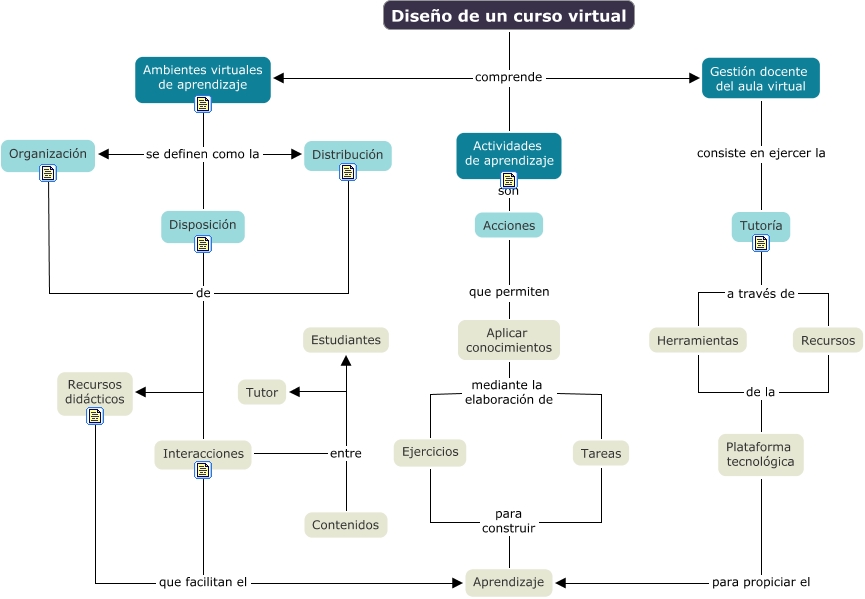 Diseño de un curso virtual
Ambientes virtuales
de aprendizaje
comprende
Gestión docente
del aula virtual
Organización
se definen como la
Distribución
Actividades
de aprendizaje
consiste en ejercer la
son
Disposición
Acciones
Tutoría
de
que permiten
a través de
Estudiantes
Aplicar
conocimientos
Herramientas
Recursos
Recursos
didácticos
Tutor
mediante la
elaboración de
de la
Interacciones
entre
Ejercicios
Tareas
Plataforma
tecnológica
Contenidos
para
construir
que facilitan el
Aprendizaje
para propiciar el